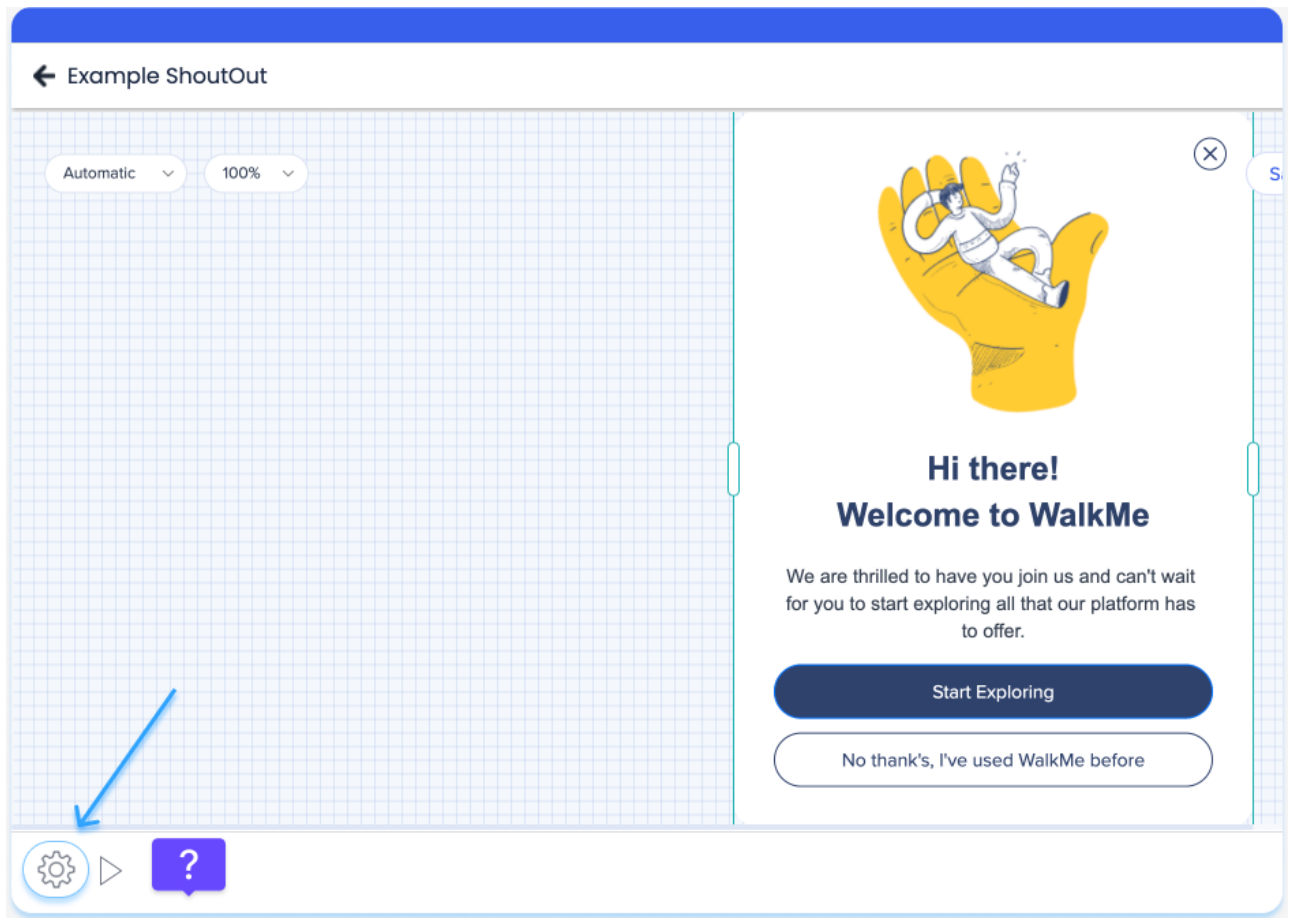 Example ShoutOut
Automatic
100%
Hi there!
Welcome to WalkMe
We are thrilled to have you join us and can't wait
for you to start exploring all that our platform has
to offer.
Start Exploring
No thank's, I've used WalkMe before
?